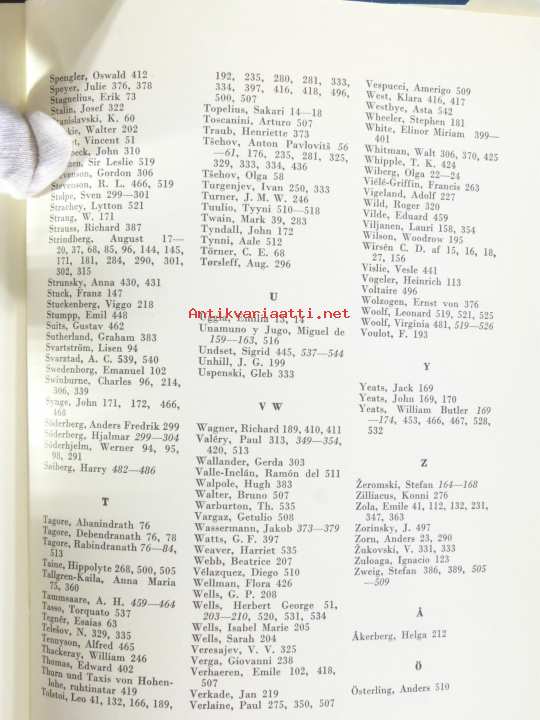 Spengler, Oswald 412
Speyer, Julie 376, 378
Stagnelius, Erik 73
Stalin, Josef 322
Stanislavski, K. 60
Walter 202
Vincent 51
John 310
Sir Leslie 519
Stevenson, Gordon 306
Stevenson, R. L. 466, 519
Stolpe, Sven 299—301
Strachey, Lytton 521
Strang, W. 171
Strauss, Richard 387
Strindberg, August 17—
20, 37, 68, 85, 96, 144, 145,
171, 181, 284, 290, 301,
302, 315
Strunsky, Anna 430, 431
Stuck, Franz 147
Stuckenberg, Viggo 218
Stumpp, Emil 448
Suits, Gustav 462
Sutherland, Graham 383
Svartström, Lisen 94
Svarstad, A. C. 539, 540
Swedenborg, Emanuel 102
Swinburne, Charles 96, 214,
306, 339
Synge, John 171, 172, 466,
468
Söderberg, Anders Fredrik 299
Söderberg, Hjalmar 299—304
Söderhjelm, Werner 94, 95,
98, 291
Søiberg, Harry 482—486
T
Tagore, Abanindrath 76
Tagore, Debendranath 76, 78
Tagore, Rabindranath 76—84,
513
Taine, Hippolyte 268, 500, 505
Tallgren-Kaila, Anna Maria
75, 360
Tammsaare, A. H. 459—464
Tasso, Torquato 537
Tegnér, Esaias 63
Telešov, N. 329, 335
Tennyson, Alfred 465
Thackeray, William 246
Thomas, Edward 402
Thurn und Taxis von Hohen-
lohe, ruhtinatar 419
Tolstoi, Leo 41, 132, 166, 189,
192, 235, 280, 281, 333,
334, 397, 416, 418, 496,
500, 507
Topelius, Sakari 14—18
Toscanini, Arturo 507
Traub, Henriette 373
Tšehov, Anton Pavlovitš 56
—61, 176, 235, 281, 325,
329, 333, 334, 436
Tšehov, Olga 58
Turgenjev, Ivan 250, 333
Turner, J. M. W. 246
Tuulio, Tyyni 510—518
Twain, Mark 39, 283
Tyndall, John 172
Tynni, Aale 512
Törner, C. E. 68
Tørsleff, Aug. 296
U
Uggla, Emilia 13, 14
Unamuno y Jugo, Miguel de
159—163, 516
Undset, Sigrid 445, 537—544
Unhill, J. G. 199
Uspenski, Gleb 333
V W
Wagner, Richard 189, 410, 411
Valéry, Paul 313, 349—354,
420, 513
Wallander, Gerda 303
Valle-Inclán, Ramón del 511
Walpole, Hugh 383
Walter, Bruno 507
Warburton, Th. 535
Vargaz, Getulio 508
Wassermann, Jakob 373—379
Watts, G. F. 397
Weaver, Harriet 535
Webb, Beatrice 207
Vélazquez, Diego 510
Wellman, Flora 426
Wells, G. P. 208
Wells, Herbert George 51,
203—210, 520, 531, 534
Wells, Isabel Marie 205
Wells, Sarah 204
Veresajev, V. V. 325
Verga, Giovanni 238
Verhaeren, Emile 102, 418,
507
Verkade, Jan 219
Verlaine, Paul 275, 350, 507
Vespucci, Amerigo 509
West, Klara 416, 417
Westbye, Asta 542
Wheeler, Stephen 181
White, Elinor Miriam 399—
401
Whitman, Walt 306, 370, 425
Whipple, T. K. 424
Wiberg, Olga 22—24
Viélé-Griffin, Francis 263
Vigeland, Adolf 227
Wild, Roger 320
Vilde, Eduard 459
Viljanen, Lauri 158, 354
Wilson, Woodrow 195
Wirsén C. D. af 15, 16, 18,
27, 156
Vislie, Vesle 441
Vogeler, Heinrich 113
Voltaire 496
Wolzogen, Ernst von 376
Woolf, Leonard 519, 521, 525
Woolf, Virginia 481, 519—526
Voulot, F. 193
Y
Yeats, Jack 169
Yeats, John 169, 170
Yeats, William Butler 169
—174, 453, 466, 467, 528,
532
Z
Żeromski, Stefan 164—168
Zilliacus, Konni 276
Zola, Emile 41, 112, 132, 231,
347, 363
Zorinsky, J. 497
Zorn, Anders 23, 290
Žukovski, V. 331, 333
Zuloaga, Ignacio 123
Zweig, Stefan 386, 389, 505
—509
Å
Åkerberg, Helga 212
Ö
Österling, Anders 510
Antikvariaatti.net